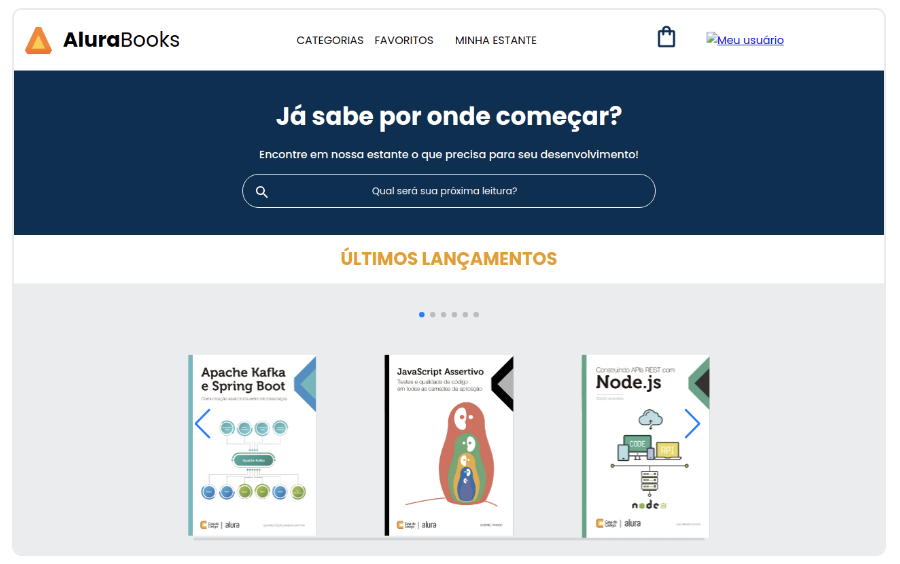 AluraBooks
CATEGORIAS FAVORITOS MINHA ESTANTE
Meu usuário
Já sabe por onde começar?
Encontre em nossa estante o que precisa para seu desenvolvimento!
Qual será sua próxima leitura?
ÚLTIMOS LANÇAMENTOS
Apache Kafka
e Spring Boot
Apache Kafka
Casa do Código | alura
JavaScript Assertivo
Testes e qualidade de código
em todas as camadas da aplicação
Casa do Código | alura
Construindo APIs REST com
Node.js
CODE
API
node
Casa do Código | alura